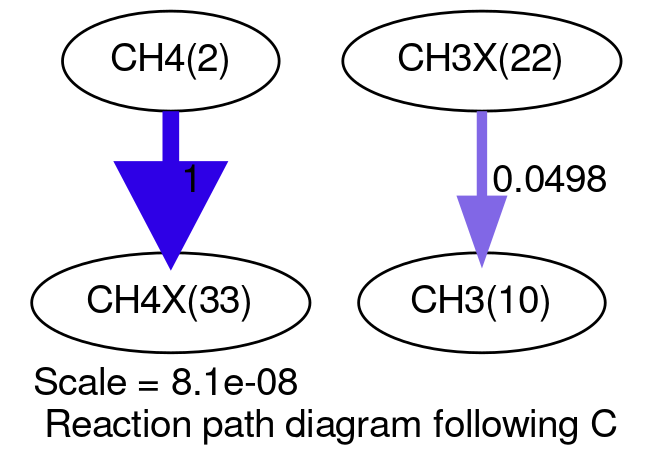 CH4(2) CH3X(22)
1 0.0498
CH4X(33) CH3(10)
Scale = 8.1e-08
Reaction path diagram following C